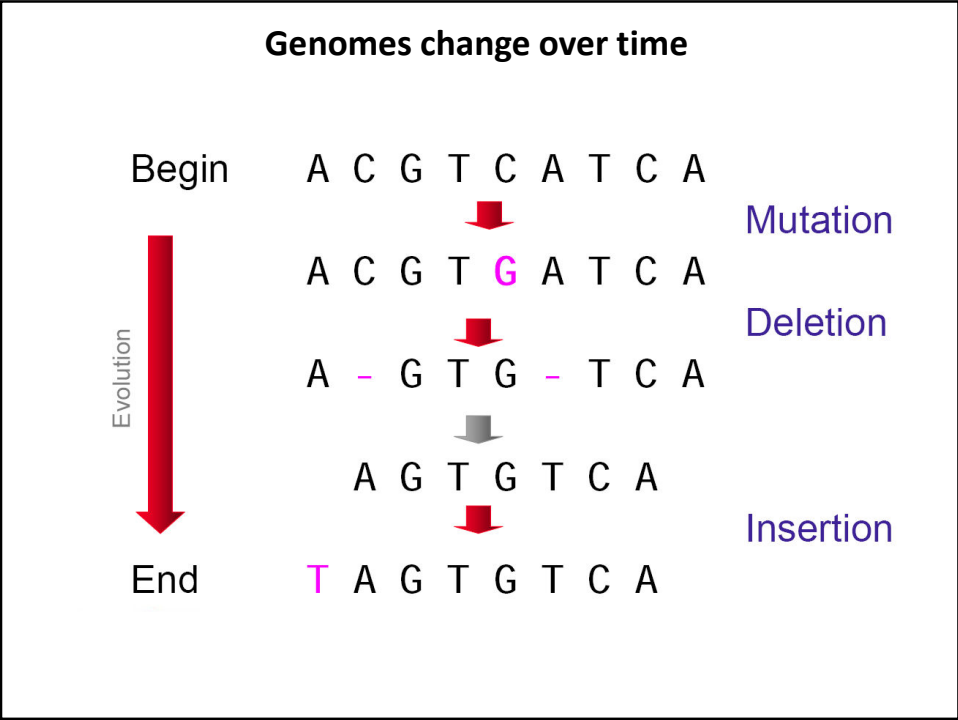 Genomes change over time
Begin A C G T C A T C A
Mutation
A C G T G A T C A
Deletion
Evolution
A - G T G - T C A
A G T G T C A
Insertion
End T A G T G T C A